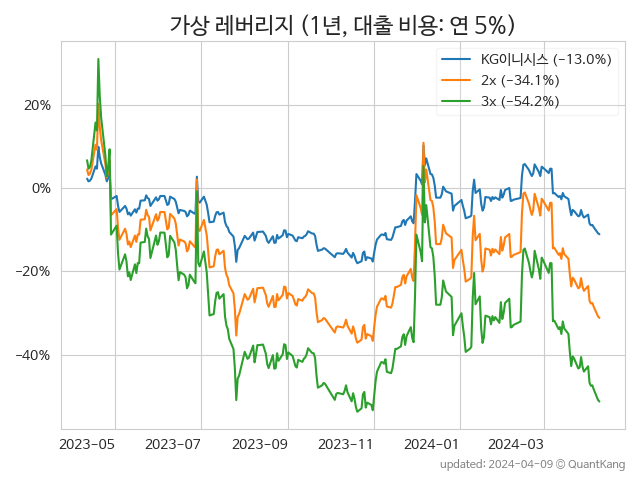 가상 레버리지 (1년, 대출 비용: 연 5%)
KG이니시스 (−13.0%)
2x (−34.1%)
3x (−54.2%)
20%
0%
−20%
−40%
2023−05 2023−07 2023−09 2023−11 2024−01 2024−03
updated: 2024−04−09 © QuantKang